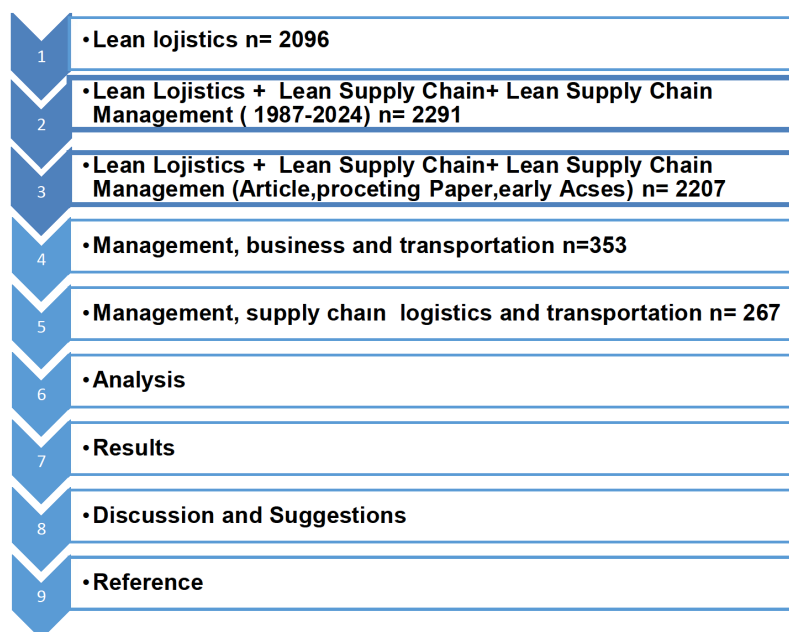 1
•Lean lojistics n= 2096
2
•Lean Lojistics + Lean Supply Chain+ Lean Supply Chain
Management ( 1987-2024) n= 2291
3
•Lean Lojistics + Lean Supply Chain+ Lean Supply Chain
Managemen (Article,proceting Paper,early Acses) n= 2207
4
•Management, business and transportation n=353
5
•Management, supply chaın logistics and transportation n= 267
6
•Analysis
7
•Results
8
•Discussion and Suggestions
9
•Reference